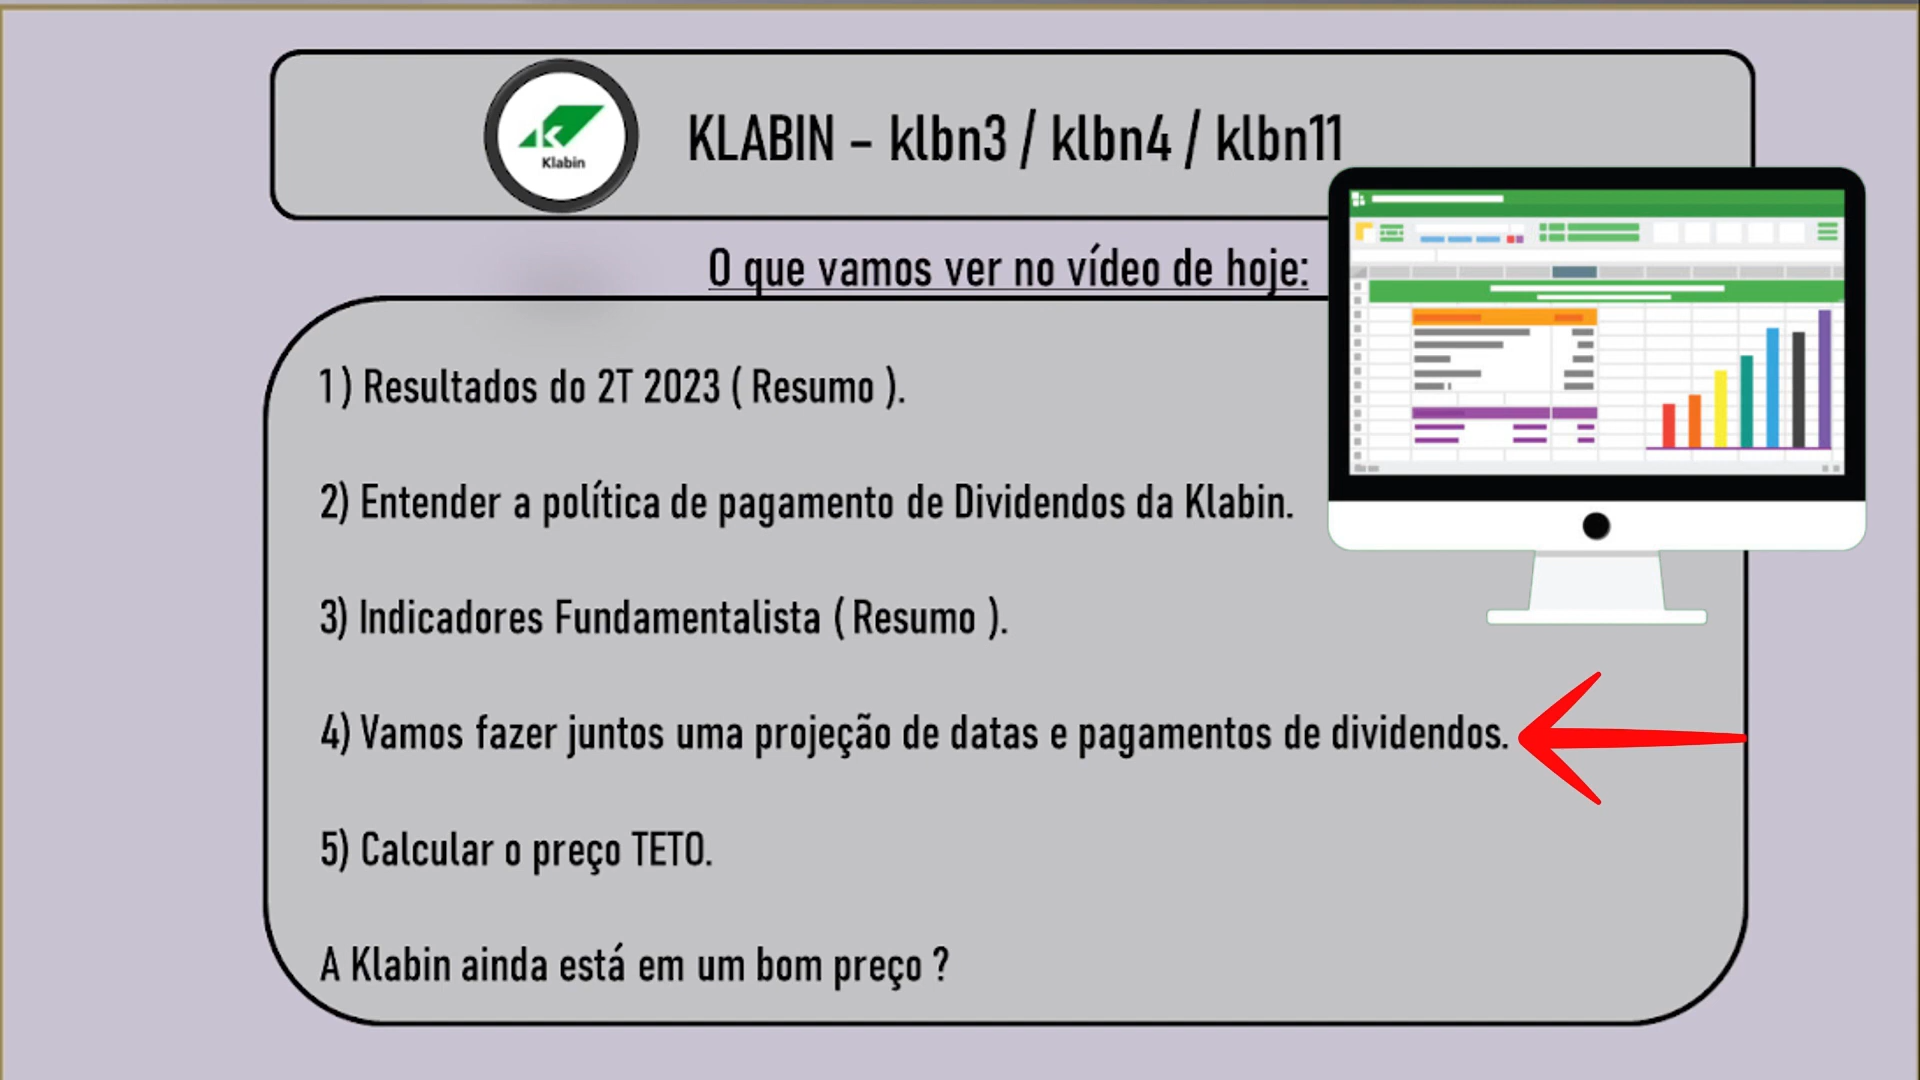 Klabin
KLABIN – klbn3 / klbn4 / klbn11
O que vamos ver no vídeo de hoje:
1 ) Resultados do 2T 2023 ( Resumo ).
2) Entender a política de pagamento de Dividendos da Klabin.
3) Indicadores Fundamentalista ( Resumo ).
4) Vamos fazer juntos uma projeção de datas e pagamentos de dividendos.
5) Calcular o preço TETO.
A Klabin ainda está em um bom preço ?